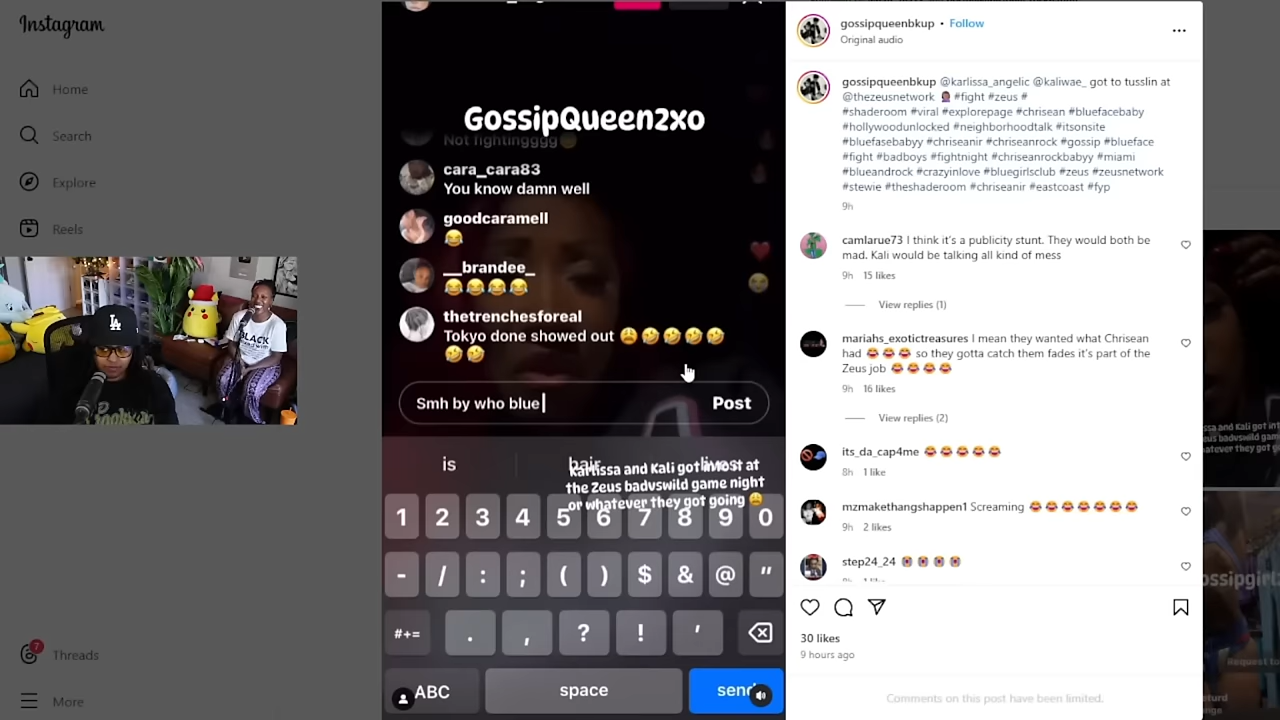 Instagram
Home
Search
Explore
Reels
7
Threads
More
LA
BLACK
GossipQueen2xo
Not fightingggg
cara_cara83
You know damn well
goodcaramell
😂
__brandee_
😂😂😂😂
thetrenchesforeal
Tokyo done showed out 😩🤣🤣🤣🤣
🤣🤣
Smh by who blue
Post
is hair lives
Karlissa and Kali got into it at
the Zeus badvswild game night
or whatever they got going 😩
1 2 3 4 5 6 7 8 9 0
- / : ; ( ) $ & @ "
#+= . , ? ! '
ABC space send
gossipqueenbkup • Follow
Original audio
gossipqueenbkup @karlissa_angelic @kaliwae_ got to tusslin at
@thezeusnetwork 🤦🏾‍♀️ #fight #zeus #
#shaderoom #viral #explorepage #chrisean #bluefacebaby
#hollywoodunlocked #neighborhoodtalk #itsonsite
#bluefasebabyy #chriseanir #chriseanrock #gossip #blueface
#fight #badboys #fightnight #chriseanrockbabyy #miami
#blueandrock #crazyinlove #bluegirlsclub #zeus #zeusnetwork
#stewie #theshaderoom #chriseanir #eastcoast #fyp
9h
camlarue73 I think it's a publicity stunt. They would both be
mad. Kali would be talking all kind of mess
9h 15 likes
View replies (1)
mariahs_exotictreasures I mean they wanted what Chrisean
had 😂😂😂 so they gotta catch them fades it's part of the
Zeus job 😂😂😂😂
9h 16 likes
View replies (2)
its_da_cap4me 😂😂😂😂😂
8h 1 like
mzmakethangshappen1 Screaming 😂😂😂😂😂😂😂
9h 2 likes
step24_24 😭😭😭😭
30 likes
9 hours ago
Comments on this post have been limited.